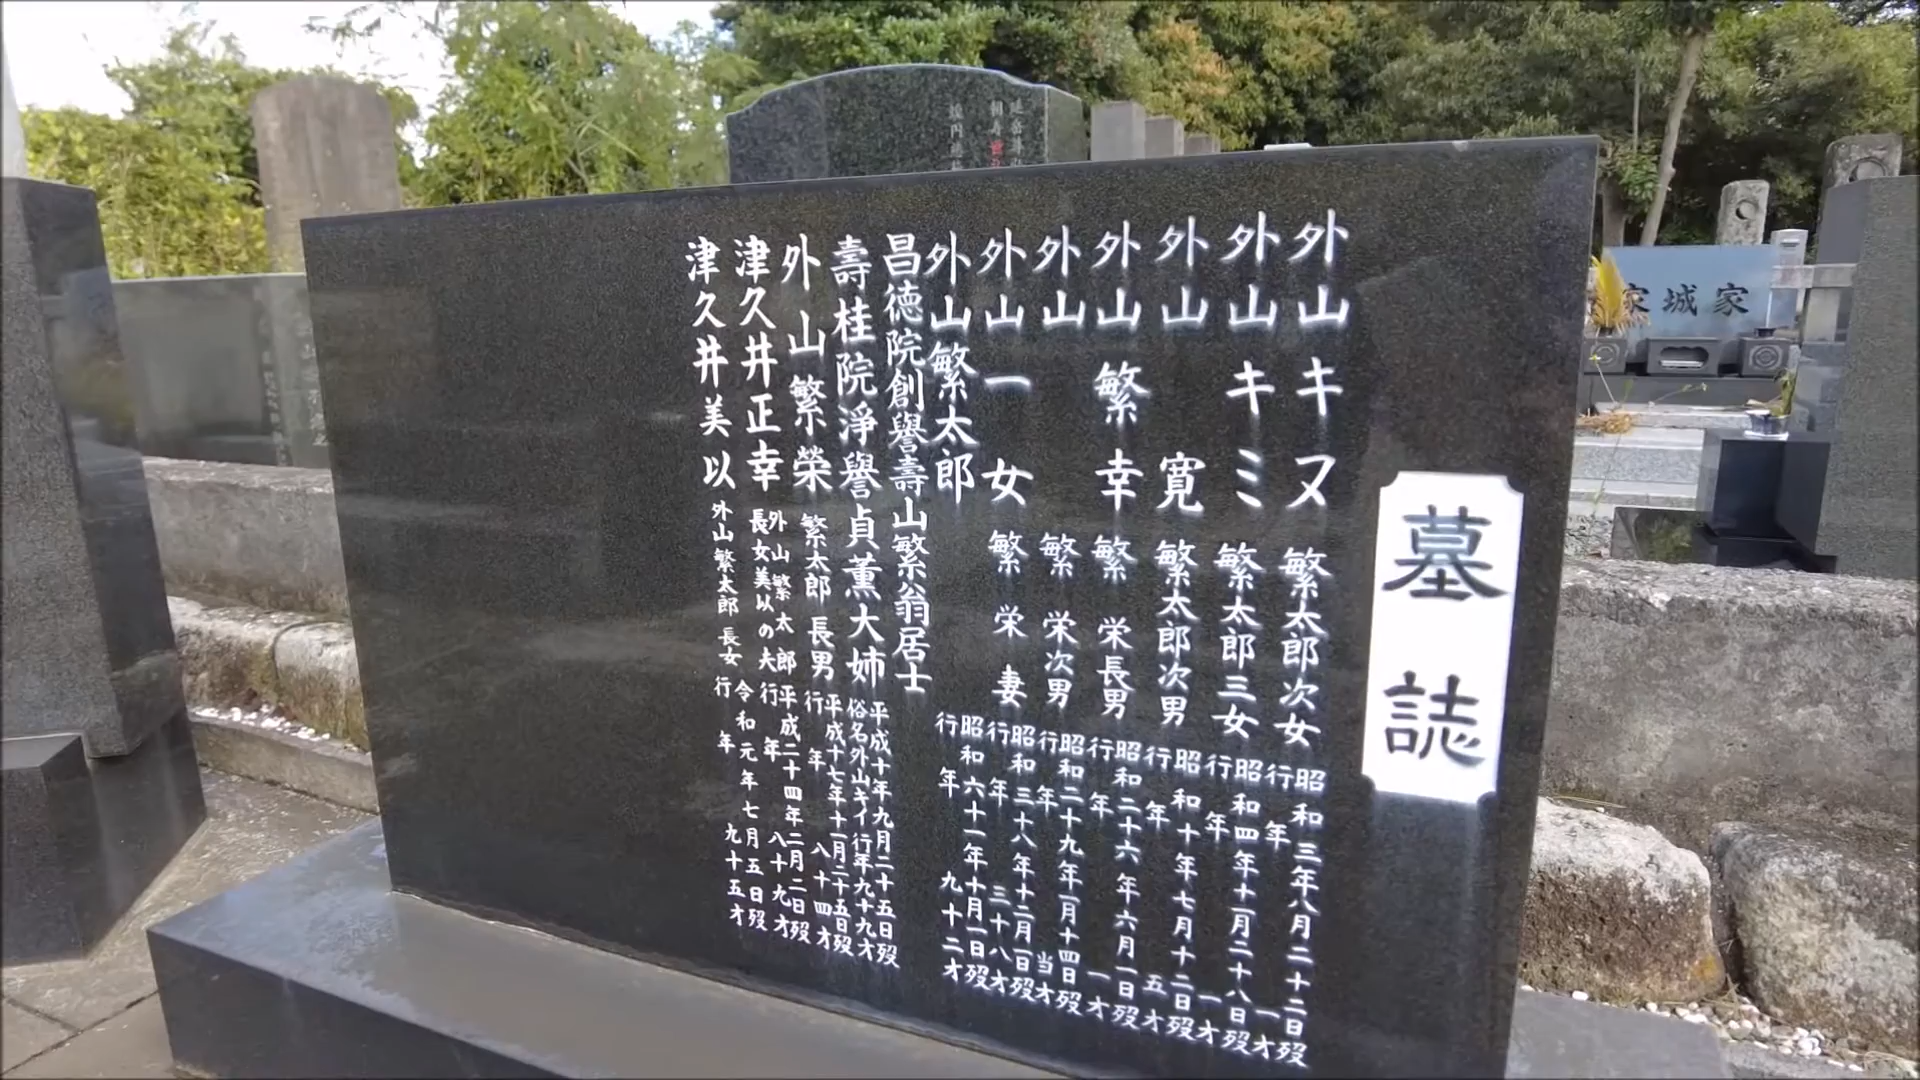 墓誌
外山キヌ 繁太郎次女 昭和三年八月二十二日歿 行年一才
外山キミ 繁太郎三女 昭和四年十一月二十八日歿 行年一才
外山寛 繁太郎次男 昭和十年七月十二日歿 行年五才
外山繁幸 繁栄長男 昭和二十六年六月一日歿 行年一才
外山 繁栄次男 昭和二十九年一月十四日歿 行年当才
外山一女 繁栄妻 昭和三十八年十二月一日歿 行年三十八才
外山繁太郎 昭和六十一年十月一日歿 行年九十二才
昌徳院創譽壽山繁翁居士
壽桂院淨譽貞薫大姉 平成十年九月二十五日歿 俗名外山キイ行年九十九才
外山繁榮 繁太郎長男 平成十七年十一月二十五日歿 行年八十四才
津久井正幸 外山繁太郎長女美以の夫 平成二十四年二月二日歿 行年八十九才
津久井美以 外山繁太郎長女 令和元年七月五日歿 行年九十五才
家城家